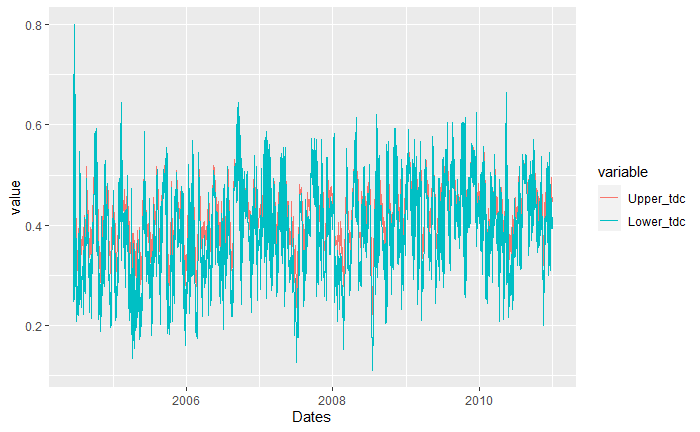 0.8
0.6
0.4
0.2
value
2006
2008
2010
Dates
variable
Upper_tdc
Lower_tdc